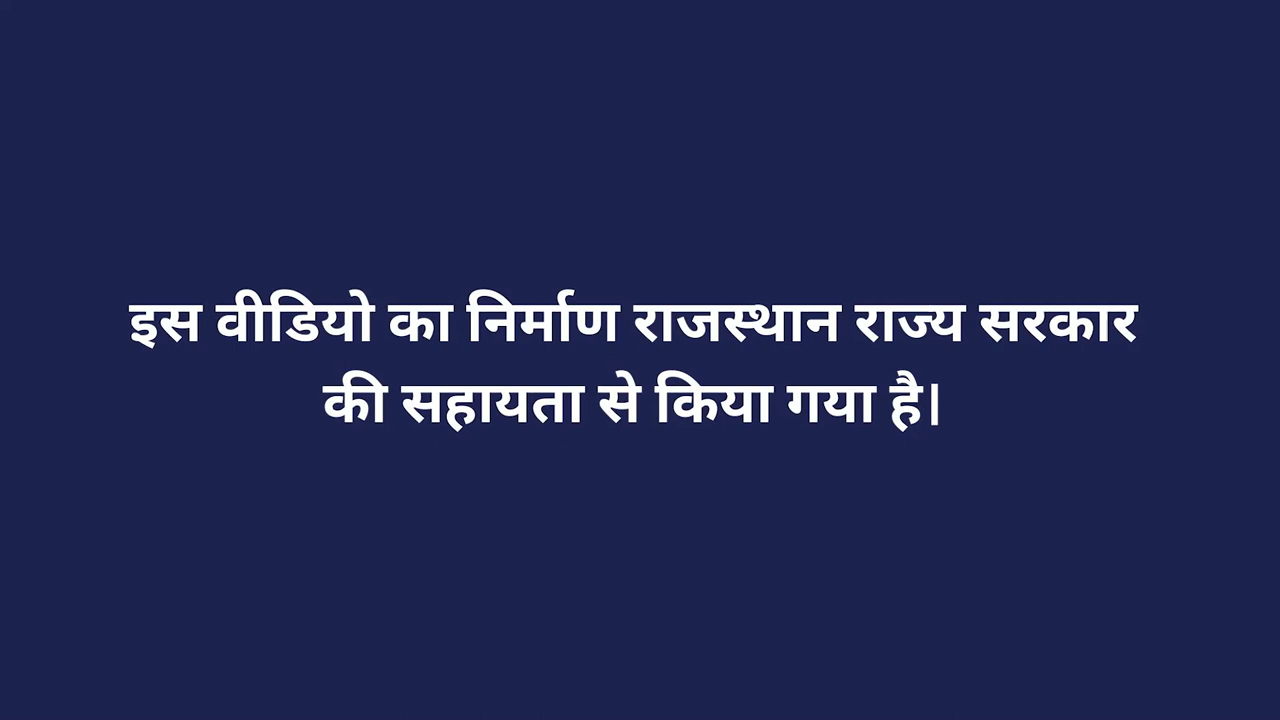 इस वीडियो का निर्माण राजस्थान राज्य सरकार
की सहायता से किया गया है।